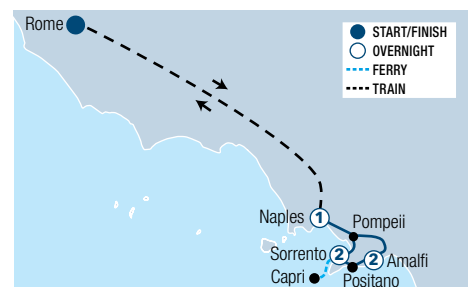 Rome
START/FINISH
OVERNIGHT
FERRY
TRAIN
Naples 1
Pompeii
Sorrento 2
2 Amalfi
Capri
Positano